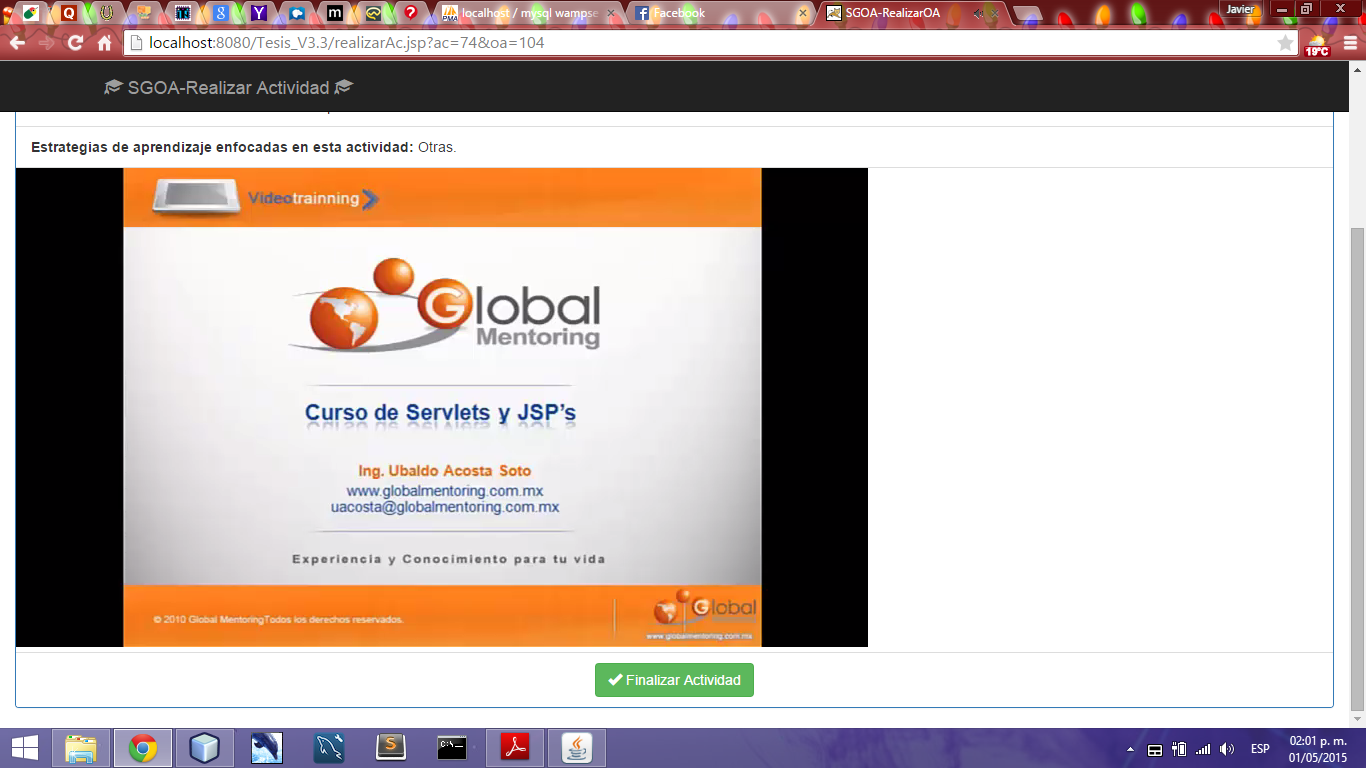 Javier
localhost / mysql wampse
Facebook
SGOA-RealizarOA
localhost:8080/Tesis_V3.3/realizarAc.jsp?ac=74&oa=104
19°C
SGOA-Realizar Actividad
Estrategias de aprendizaje enfocadas en esta actividad: Otras.
Videotrainning
Global
Mentoring
Curso de Servlets y JSP's
Ing. Ubaldo Acosta Soto
www.globalmentoring.com.mx
uacosta@globalmentoring.com.mx
Experiencia y Conocimiento para tu vida
© 2010 Global MentoringTodos los derechos reservados.
Global
Mentoring
www.globalmentoring.com.mx
Finalizar Actividad
ESP
02:01 p. m.
01/05/2015